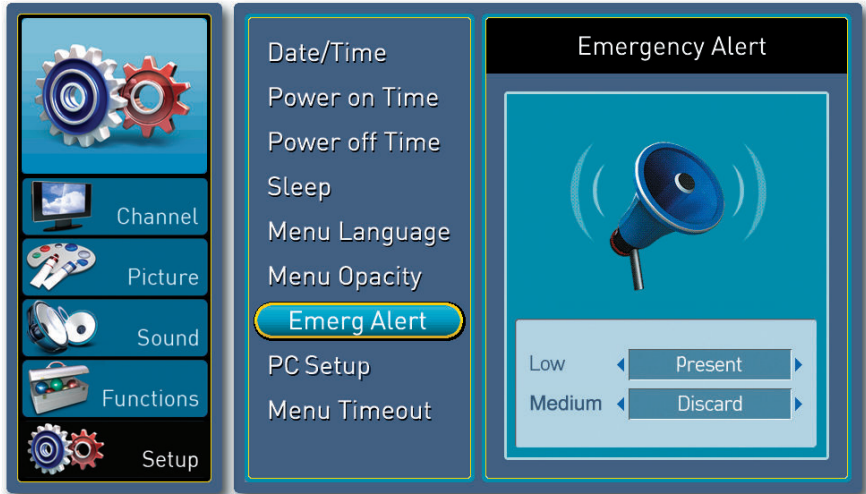 Channel
Picture
Sound
Functions
Setup
Date/Time
Power on Time
Power off Time
Sleep
Menu Language
Menu Opacity
Emerg Alert
PC Setup
Menu Timeout
Emergency Alert
Low Present
Medium Discard